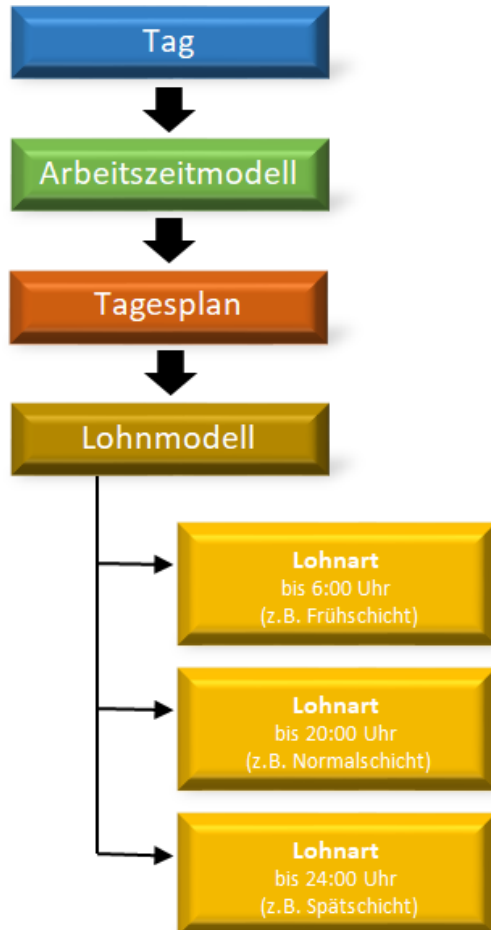 Tag
Arbeitszeitmodell
Tagesplan
Lohnmodell
Lohnart
bis 6:00 Uhr
(z.B. Frühschicht)
Lohnart
bis 20:00 Uhr
(z.B. Normalschicht)
Lohnart
bis 24:00 Uhr
(z.B. Spätschicht)